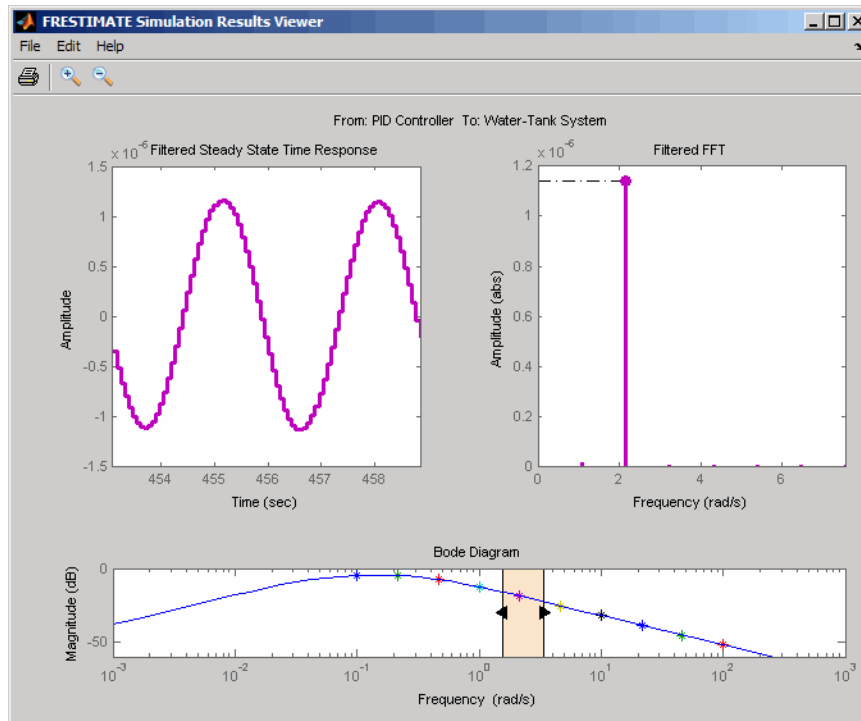 FRESTIMATE Simulation Results Viewer
File Edit Help
From: PID Controller To: Water-Tank System
× 10^-6 Filtered Steady State Time Response
1.5
1
0.5
0
-0.5
-1
-1.5
Amplitude
454 455 456 457 458
Time (sec)
× 10^-6 Filtered FFT
1.2
1
0.8
0.6
0.4
0.2
0
Amplitude (abs)
0 2 4 6
Frequency (rad/s)
Bode Diagram
0
-50
Magnitude (dB)
10^-3 10^-2 10^-1 10^0 10^1 10^2 10^3
Frequency (rad/s)